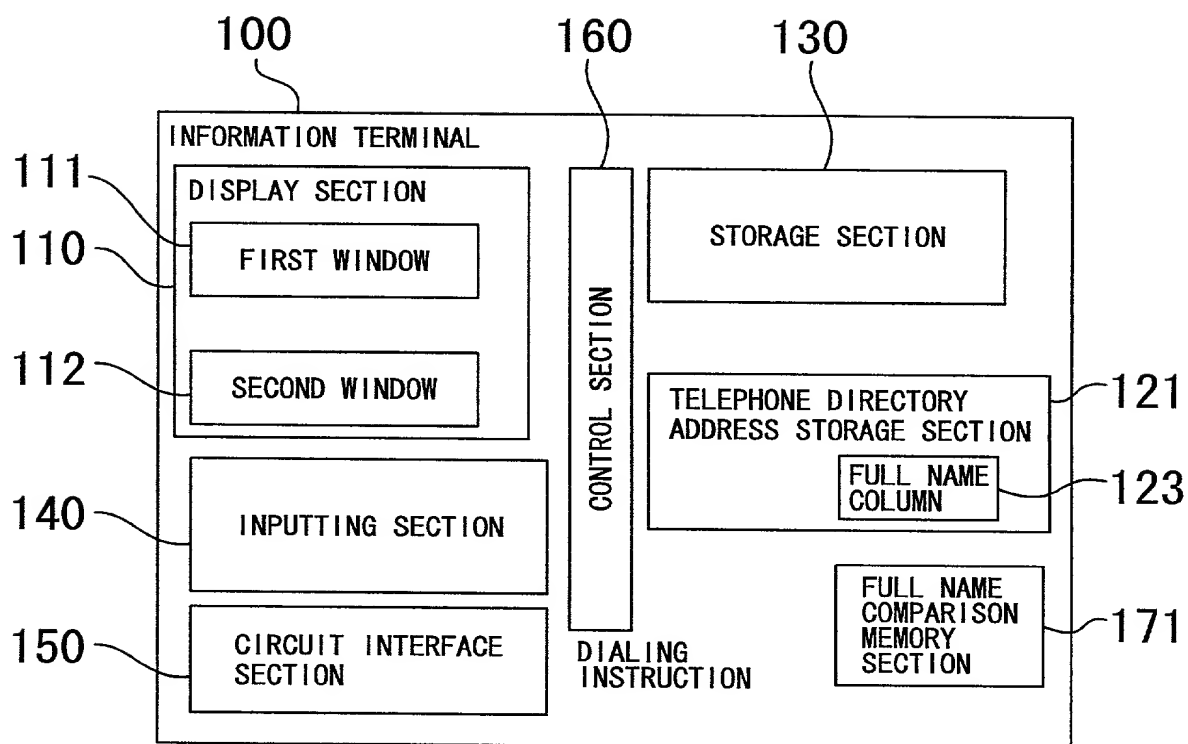 100
160
130
INFORMATION TERMINAL
111
DISPLAY SECTION
110
FIRST WINDOW
112
SECOND WINDOW
CONTROL SECTION
STORAGE SECTION
TELEPHONE DIRECTORY
ADDRESS STORAGE SECTION
121
FULL NAME
COLUMN
123
140
INPUTTING SECTION
150
CIRCUIT INTERFACE
SECTION
DIALING
INSTRUCTION
FULL NAME
COMPARISON
MEMORY
SECTION
171